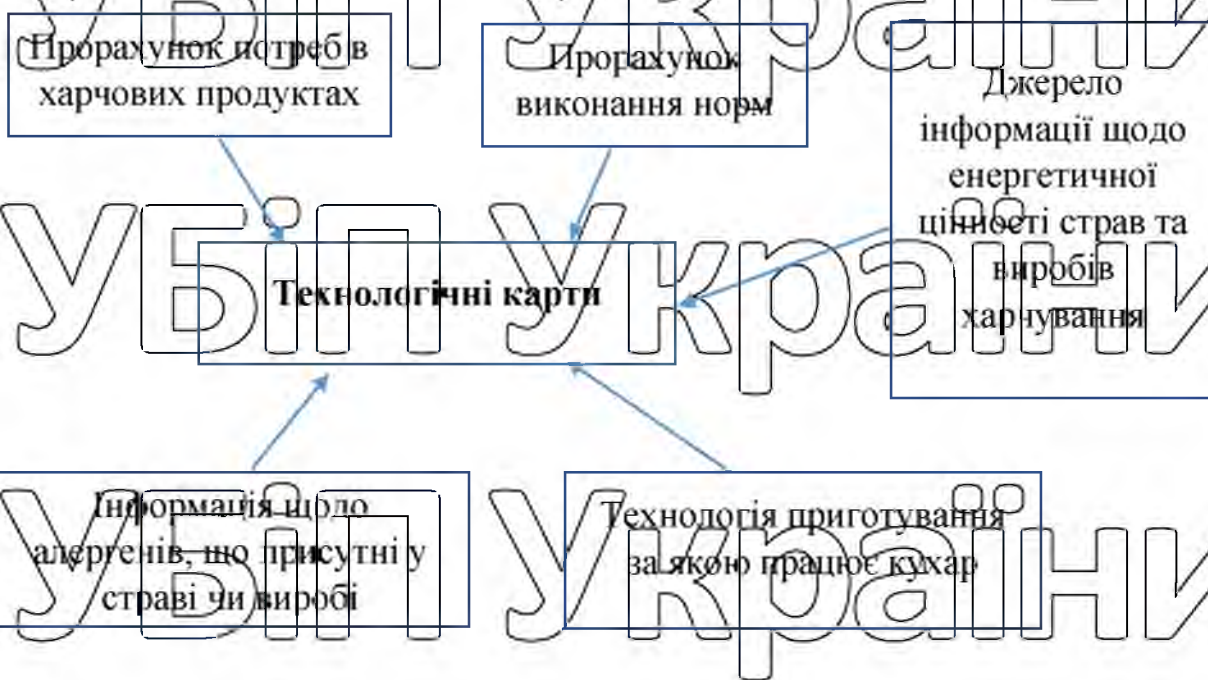 Прорахунок потреб в
харчових продуктах
Прорахунок
виконання норм
Джерело
інформації щодо
енергетичної
цінності страв та
виробів
харчування
Технологічні карти
Інформація щодо
алергенів, що присутні у
страві чи виробі
Технологія приготування
за якою працює кухар
УБіП України
УБіП України
УБіП України